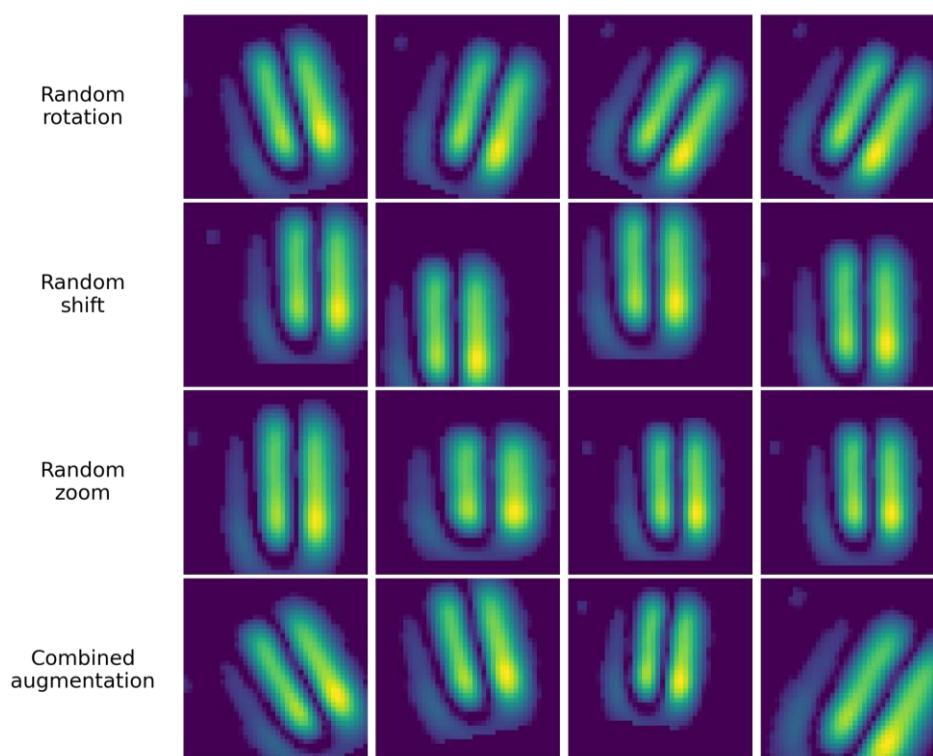 Random
rotation
Random
shift
Random
zoom
Combined
augmentation